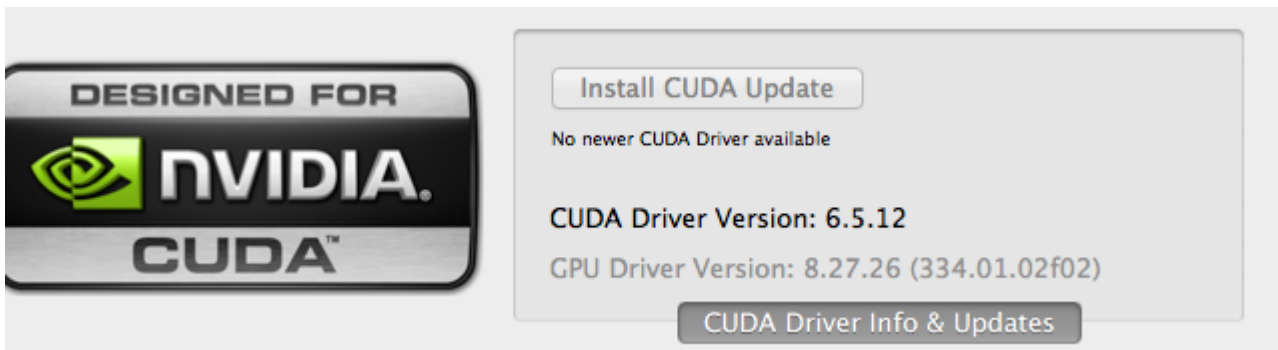 DESIGNED FOR
NVIDIA.
CUDA™
Install CUDA Update
No newer CUDA Driver available
CUDA Driver Version: 6.5.12
GPU Driver Version: 8.27.26 (334.01.02f02)
CUDA Driver Info & Updates